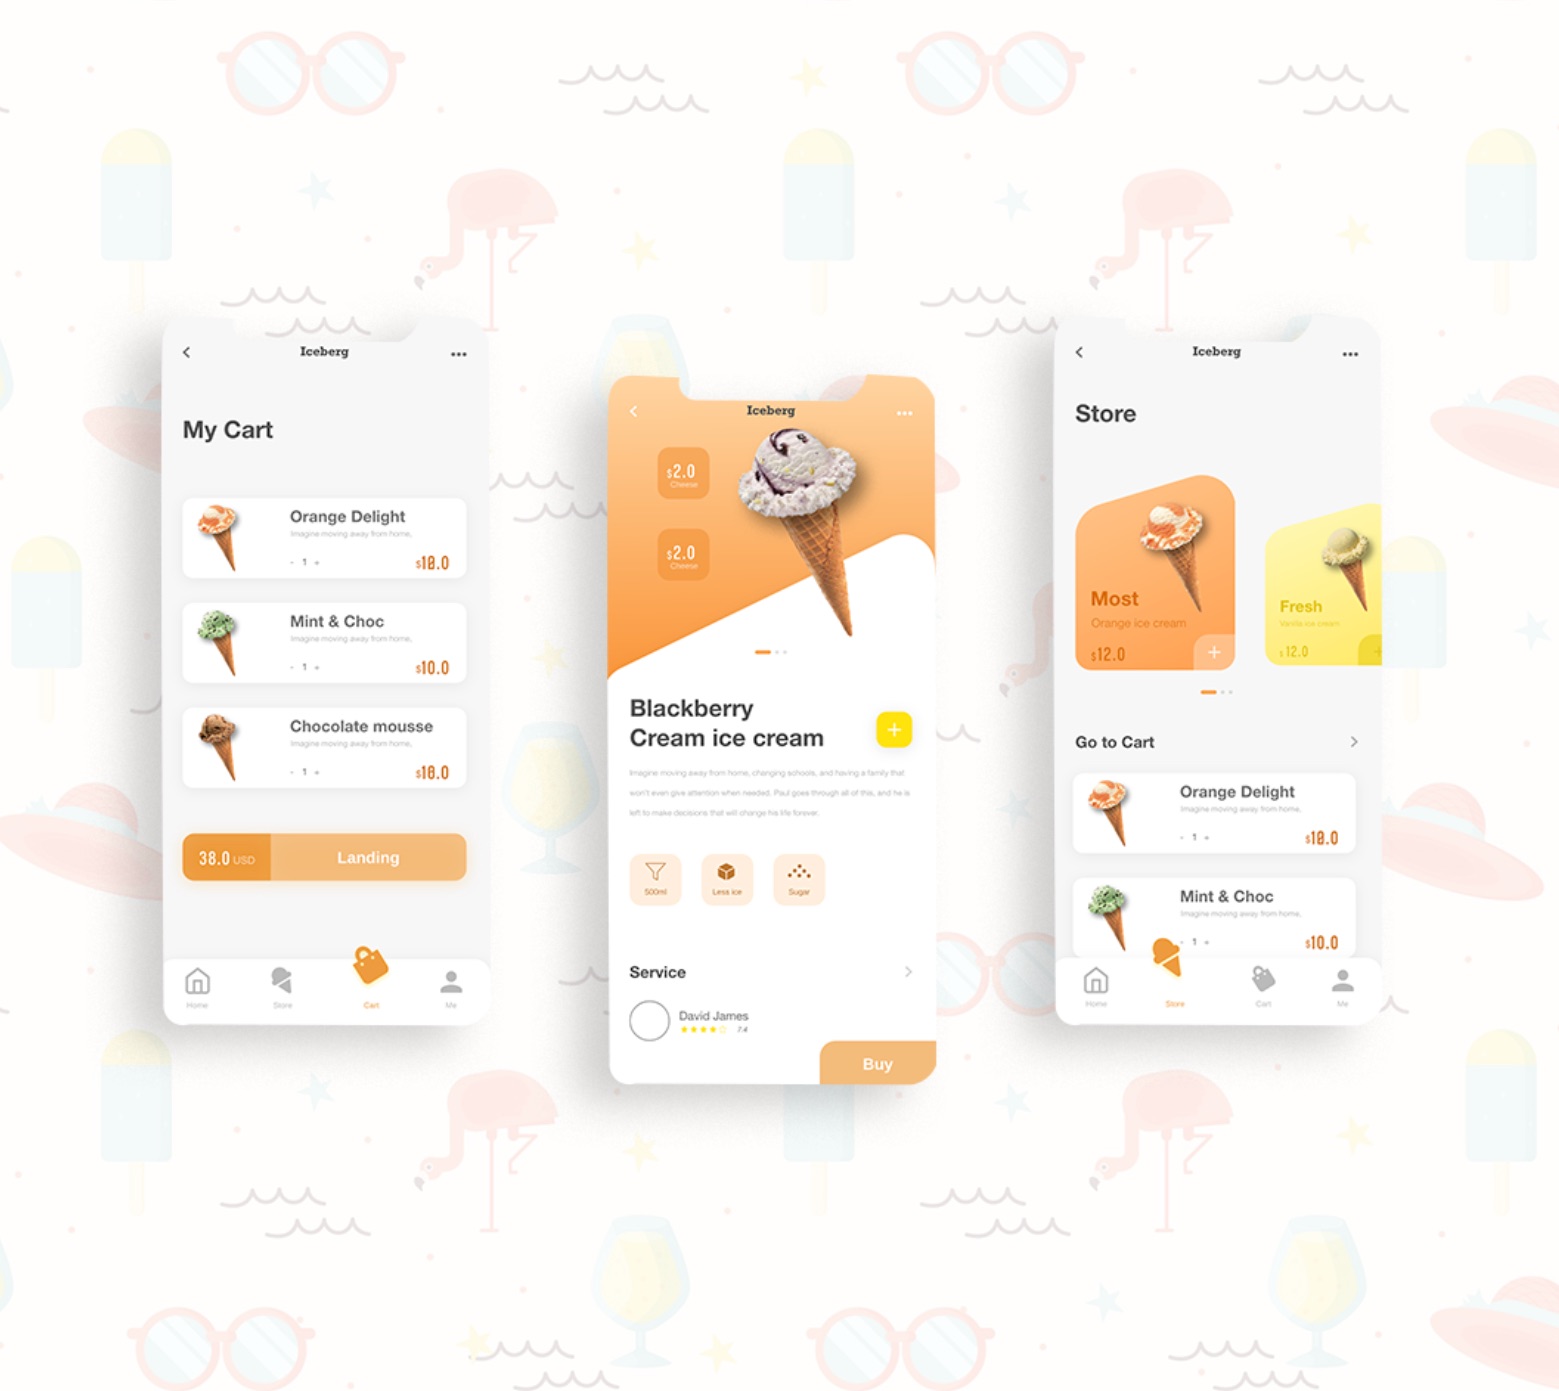 Iceberg
My Cart
Orange Delight
Imagine moving away from home,
- 1 +
$18.0
Mint & Choc
Imagine moving away from home,
- 1 +
$10.0
Chocolate mousse
Imagine moving away from home,
- 1 +
$10.0
38.0 USD
Landing
Home
Store
Cart
Me
Iceberg
$2.0
Cheese
$2.0
Cheese
Blackberry
Cream ice cream
+
Imagine moving away from home, changing schools, and having a family that
won't even give attention when needed. Paul goes through all of this, and he is
left to make decisions that will change his life forever.
500ml
Less ice
Sugar
Service
David James
7.4
Buy
Iceberg
Store
Most
Orange ice cream
$12.0
+
Fresh
Vanilla ice cream
$12.0
+
Go to Cart
Orange Delight
Imagine moving away from home,
- 1 +
$18.0
Mint & Choc
Imagine moving away from home,
- 1 +
$10.0
Home
Store
Cart
Me